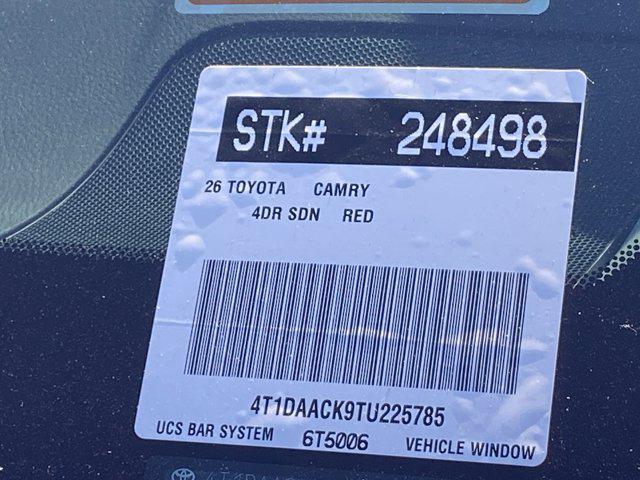 STK# 248498
26 TOYOTA CAMRY
4DR SDN RED
4T1DAACK9TU225785
UCS BAR SYSTEM 6T5006 VEHICLE WINDOW